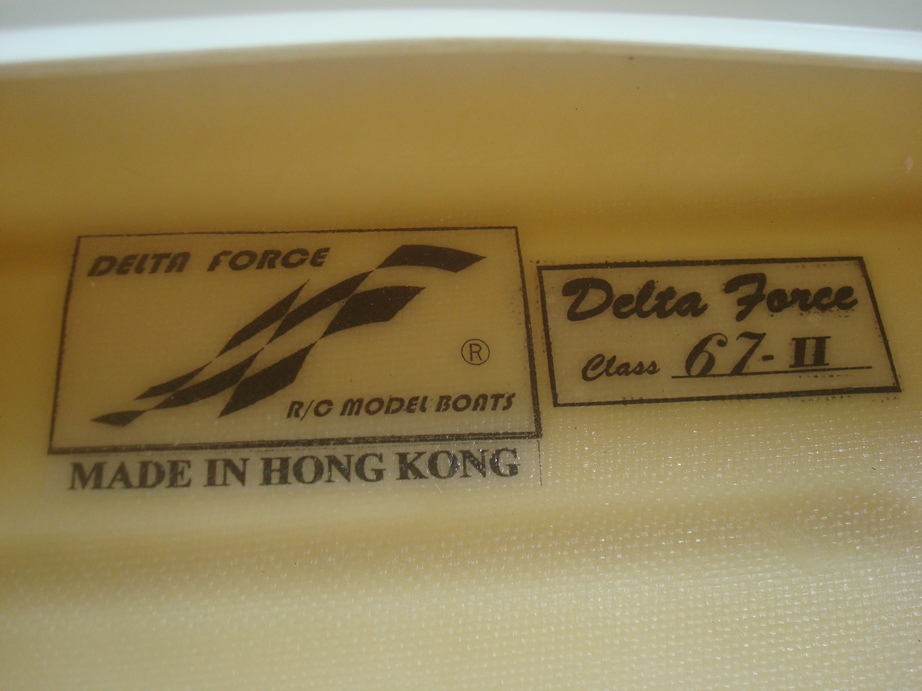 DELTA FORCE
®
R/C MODEL BOATS
MADE IN HONG KONG
Delta Force
Class 67-II